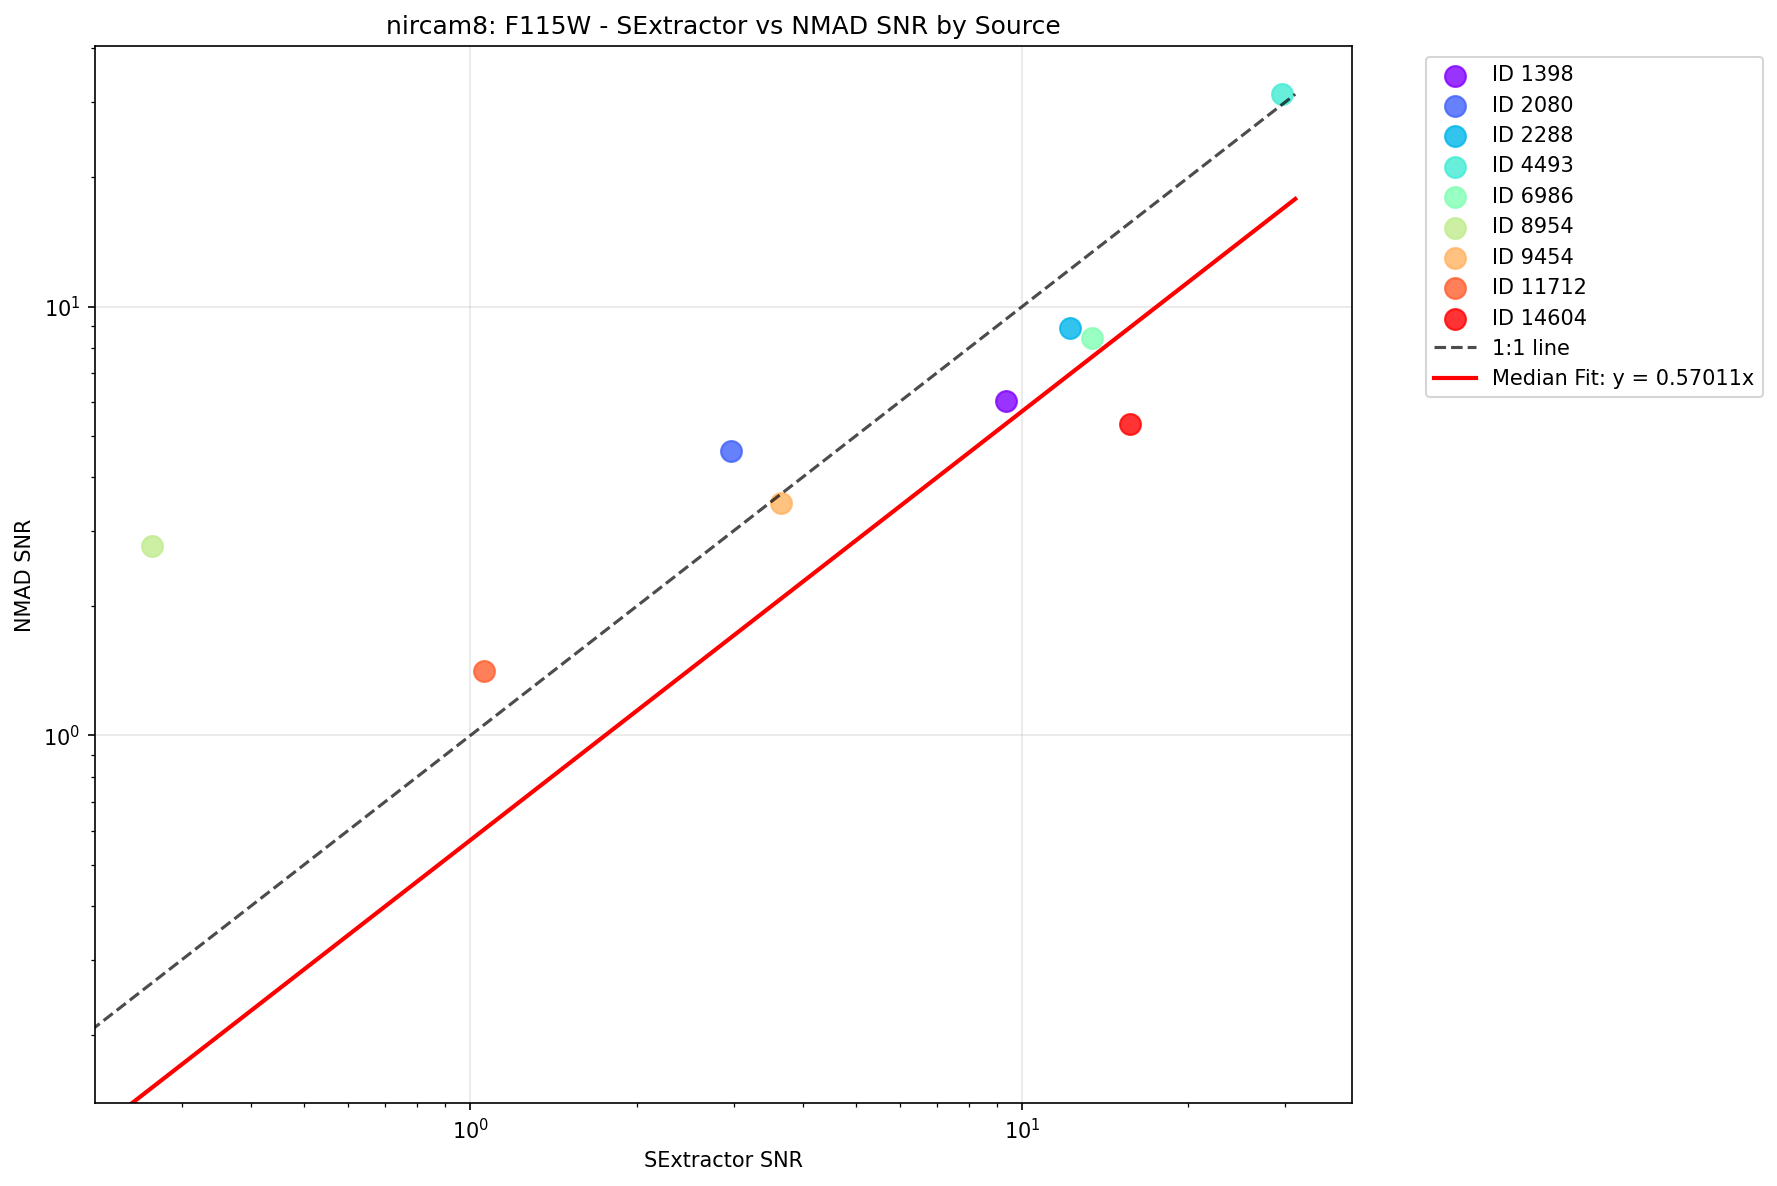 nircam8: F115W - SExtractor vs NMAD SNR by Source
NMAD SNR
10¹
10⁰
10⁰
10¹
SExtractor SNR
ID 1398
ID 2080
ID 2288
ID 4493
ID 6986
ID 8954
ID 9454
ID 11712
ID 14604
1:1 line
Median Fit: y = 0.57011x